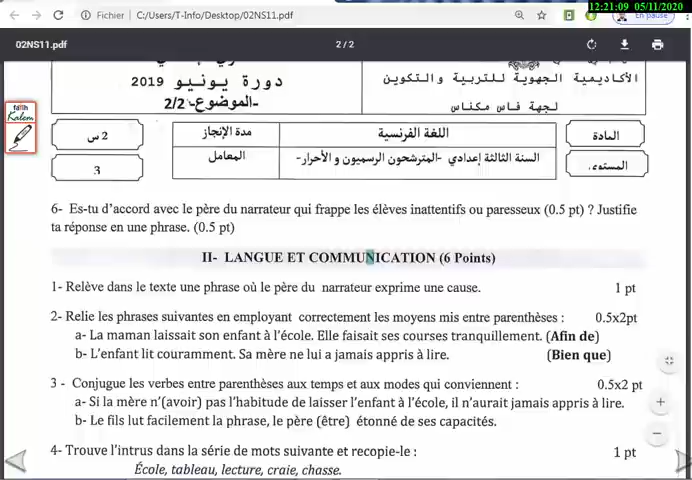 12:21:09 05/11/2020
Fichier | C:/Users/T-Info/Desktop/02NS11.pdf
En pause
02NS11.pdf
2 / 2
دورة يونيو 2019
-الموضوع-2/2
الأكاديمية الجهوية للتربية والتكوين
لجهة فاس مكناس
faith
Kalem
2 س
مدة الإنجاز
اللغة الفرنسية
المادة
3
المعامل
السنة الثالثة إعدادي -المترشحون الرسميون و الأحرار-
المستوى
6- Es-tu d'accord avec le père du narrateur qui frappe les élèves inattentifs ou paresseux (0.5 pt) ? Justifie
ta réponse en une phrase. (0.5 pt)
II- LANGUE ET COMMUNICATION (6 Points)
1- Relève dans le texte une phrase où le père du narrateur exprime une cause. 1 pt
2- Relie les phrases suivantes en employant correctement les moyens mis entre parenthèses : 0.5x2pt
a- La maman laissait son enfant à l'école. Elle faisait ses courses tranquillement. (Afin de)
b- L'enfant lit couramment. Sa mère ne lui a jamais appris à lire. (Bien que)
3 - Conjugue les verbes entre parenthèses aux temps et aux modes qui conviennent : 0.5x2 pt
a- Si la mère n'(avoir) pas l'habitude de laisser l'enfant à l'école, il n'aurait jamais appris à lire.
b- Le fils lut facilement la phrase, le père (être) étonné de ses capacités.
4- Trouve l'intrus dans la série de mots suivante et recopie-le : 1 pt
École, tableau, lecture, craie, chasse.